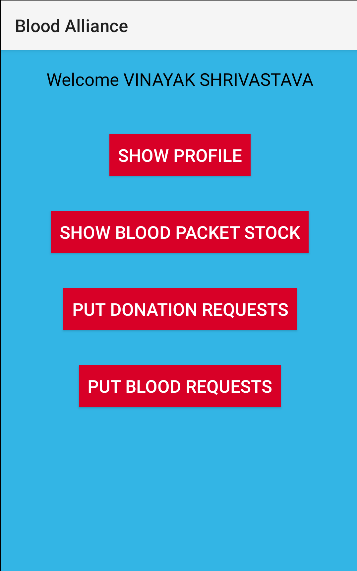 Blood Alliance
Welcome VINAYAK SHRIVASTAVA
SHOW PROFILE
SHOW BLOOD PACKET STOCK
PUT DONATION REQUESTS
PUT BLOOD REQUESTS